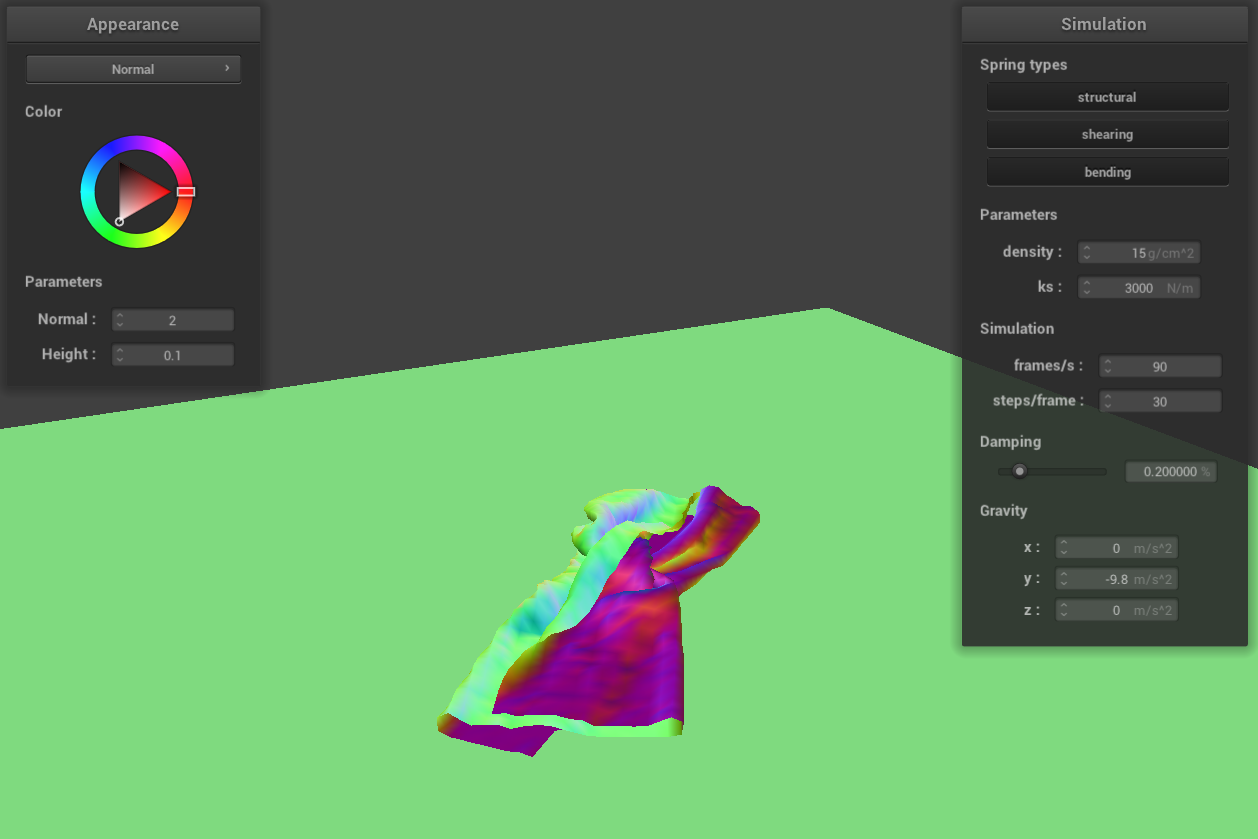 Appearance
Normal ›
Color
Parameters
Normal : 2
Height : 0.1
Simulation
Spring types
structural
shearing
bending
Parameters
density : 15 g/cm^2
ks : 3000 N/m
Simulation
frames/s : 90
steps/frame : 30
Damping
0.200000 %
Gravity
x : 0 m/s^2
y : -9.8 m/s^2
z : 0 m/s^2